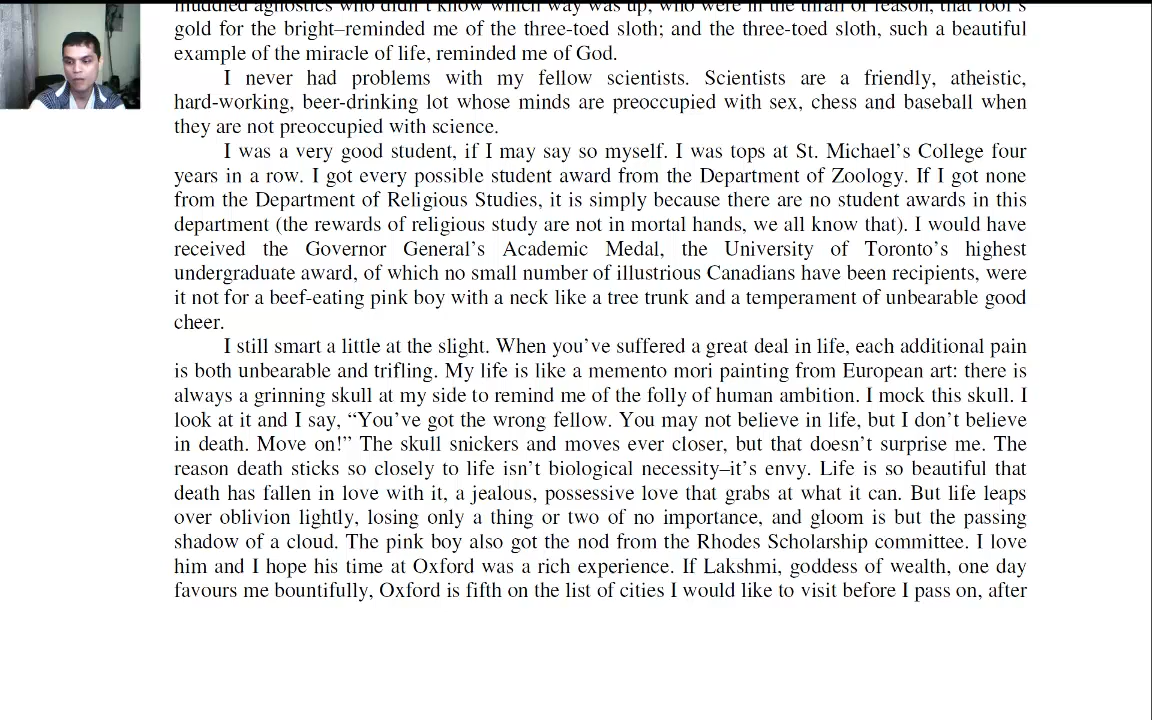 muddled agnostics who didn't know which way was up, who were in the thrall of reason, that fool's
gold for the bright–reminded me of the three-toed sloth; and the three-toed sloth, such a beautiful
example of the miracle of life, reminded me of God.
I never had problems with my fellow scientists. Scientists are a friendly, atheistic,
hard-working, beer-drinking lot whose minds are preoccupied with sex, chess and baseball when
they are not preoccupied with science.
I was a very good student, if I may say so myself. I was tops at St. Michael's College four
years in a row. I got every possible student award from the Department of Zoology. If I got none
from the Department of Religious Studies, it is simply because there are no student awards in this
department (the rewards of religious study are not in mortal hands, we all know that). I would have
received the Governor General's Academic Medal, the University of Toronto's highest
undergraduate award, of which no small number of illustrious Canadians have been recipients, were
it not for a beef-eating pink boy with a neck like a tree trunk and a temperament of unbearable good
cheer.
I still smart a little at the slight. When you've suffered a great deal in life, each additional pain
is both unbearable and trifling. My life is like a memento mori painting from European art: there is
always a grinning skull at my side to remind me of the folly of human ambition. I mock this skull. I
look at it and I say, “You've got the wrong fellow. You may not believe in life, but I don't believe
in death. Move on!” The skull snickers and moves ever closer, but that doesn't surprise me. The
reason death sticks so closely to life isn't biological necessity–it's envy. Life is so beautiful that
death has fallen in love with it, a jealous, possessive love that grabs at what it can. But life leaps
over oblivion lightly, losing only a thing or two of no importance, and gloom is but the passing
shadow of a cloud. The pink boy also got the nod from the Rhodes Scholarship committee. I love
him and I hope his time at Oxford was a rich experience. If Lakshmi, goddess of wealth, one day
favours me bountifully, Oxford is fifth on the list of cities I would like to visit before I pass on, after